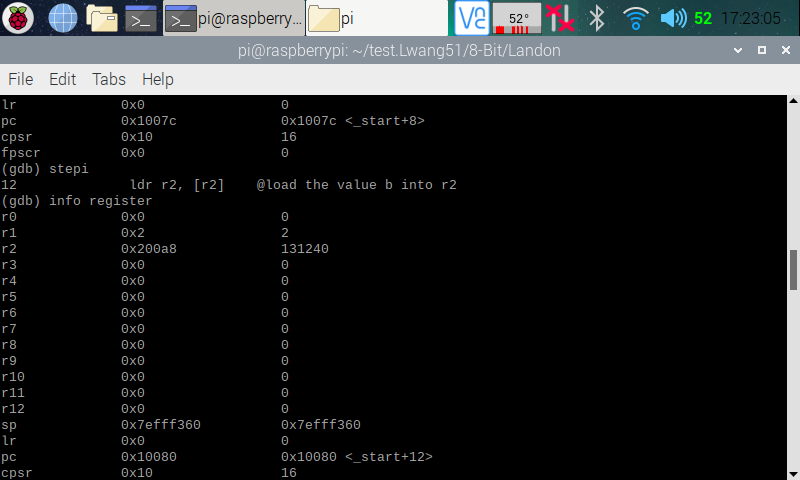 pi@raspberry... pi VNC 52° 52 17:23:05
pi@raspberrypi: ~/test.Lwang51/8-Bit/Landon
File Edit Tabs Help
lr 0x0 0
pc 0x1007c 0x1007c <_start+8>
cpsr 0x10 16
fpscr 0x0 0
(gdb) stepi
12 ldr r2, [r2] @load the value b into r2
(gdb) info register
r0 0x0 0
r1 0x2 2
r2 0x200a8 131240
r3 0x0 0
r4 0x0 0
r5 0x0 0
r6 0x0 0
r7 0x0 0
r8 0x0 0
r9 0x0 0
r10 0x0 0
r11 0x0 0
r12 0x0 0
sp 0x7efff360 0x7efff360
lr 0x0 0
pc 0x10080 0x10080 <_start+12>
cpsr 0x10 16